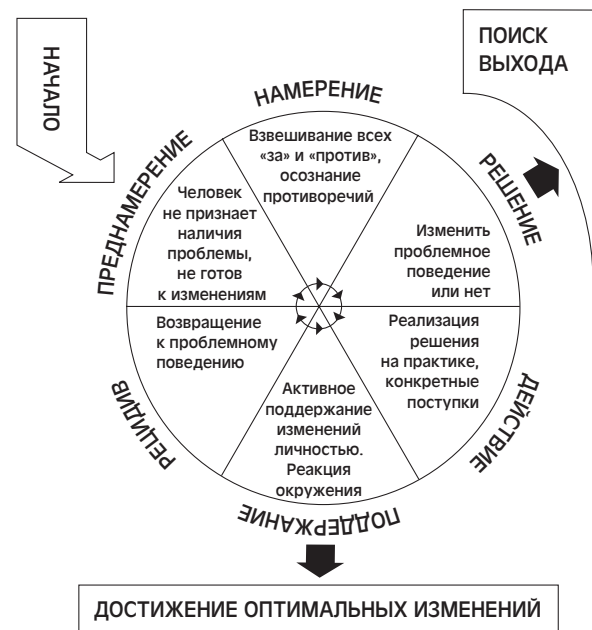 НАЧАЛО
ПОИСК
ВЫХОДА
НАМЕРЕНИЕ
Взвешивание всех
«за» и «против»,
осознание
противоречий
ПРЕДНАМЕРЕНИЕ
Человек
не признает
наличия
проблемы,
не готов
к изменениям
РЕШЕНИЕ
Изменить
проблемное
поведение
или нет
Возвращение
к проблемному
поведению
РЕЦИДИВ
Реализация
решения
на практике,
конкретные
поступки
ДЕЙСТВИЕ
Активное
поддержание
изменений
личностью.
Реакция
окружения
ПОДДЕРЖАНИЕ
ДОСТИЖЕНИЕ ОПТИМАЛЬНЫХ ИЗМЕНЕНИЙ